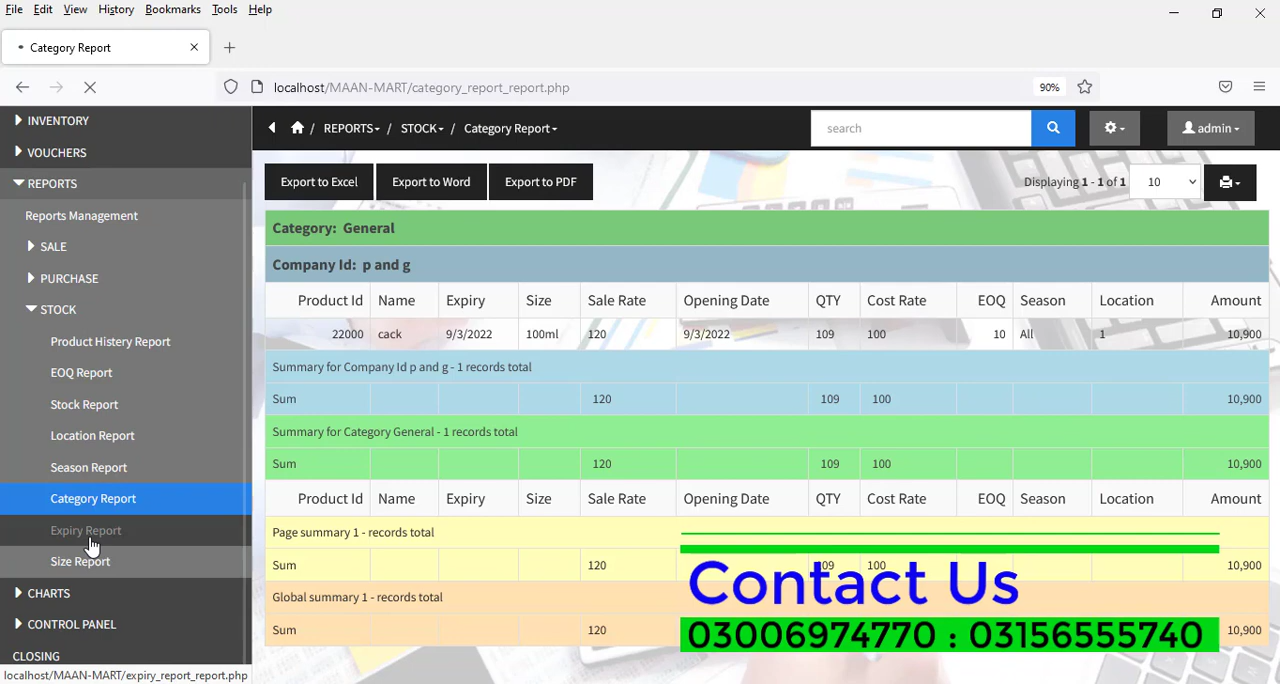 File Edit View History Bookmarks Tools Help
Category Report
localhost/MAAN-MART/category_report_report.php 90%
INVENTORY
VOUCHERS
REPORTS
Reports Management
SALE
PURCHASE
STOCK
Product Histery Report
EOQ Report
Stock Report
Location Report
Season Report
Category Report
Expiry Report
Size Report
CHARTS
CONTROL PANEL
CLOSING
localhost/MAAN-MART/expiry_report_report.php
/ REPORTS / STOCK / Category Report search admin
Export to Excel Export to Word Export to PDF Displaying 1 - 1 of 1 10
Category: General
Company Id: p and g
Product Id Name Expiry Size Sale Rate Opening Date QTY Cost Rate EOQ Season Location Amount
22000 cack 9/3/2022 100ml 120 9/3/2022 109 100 10 All 1 10,900
Summary for Company Id p and g - 1 records total
Sum 120 109 100 10,900
Summary for Category General - 1 records total
Sum 120 109 100 10,900
Product Id Name Expiry Size Sale Rate Opening Date QTY Cost Rate EOQ Season Location Amount
Page summary 1 - records total
Sum 120 109 100 10,900
Global summary 1 - records total
Sum 120 10,900
Contact Us
03006974770 : 03156555740